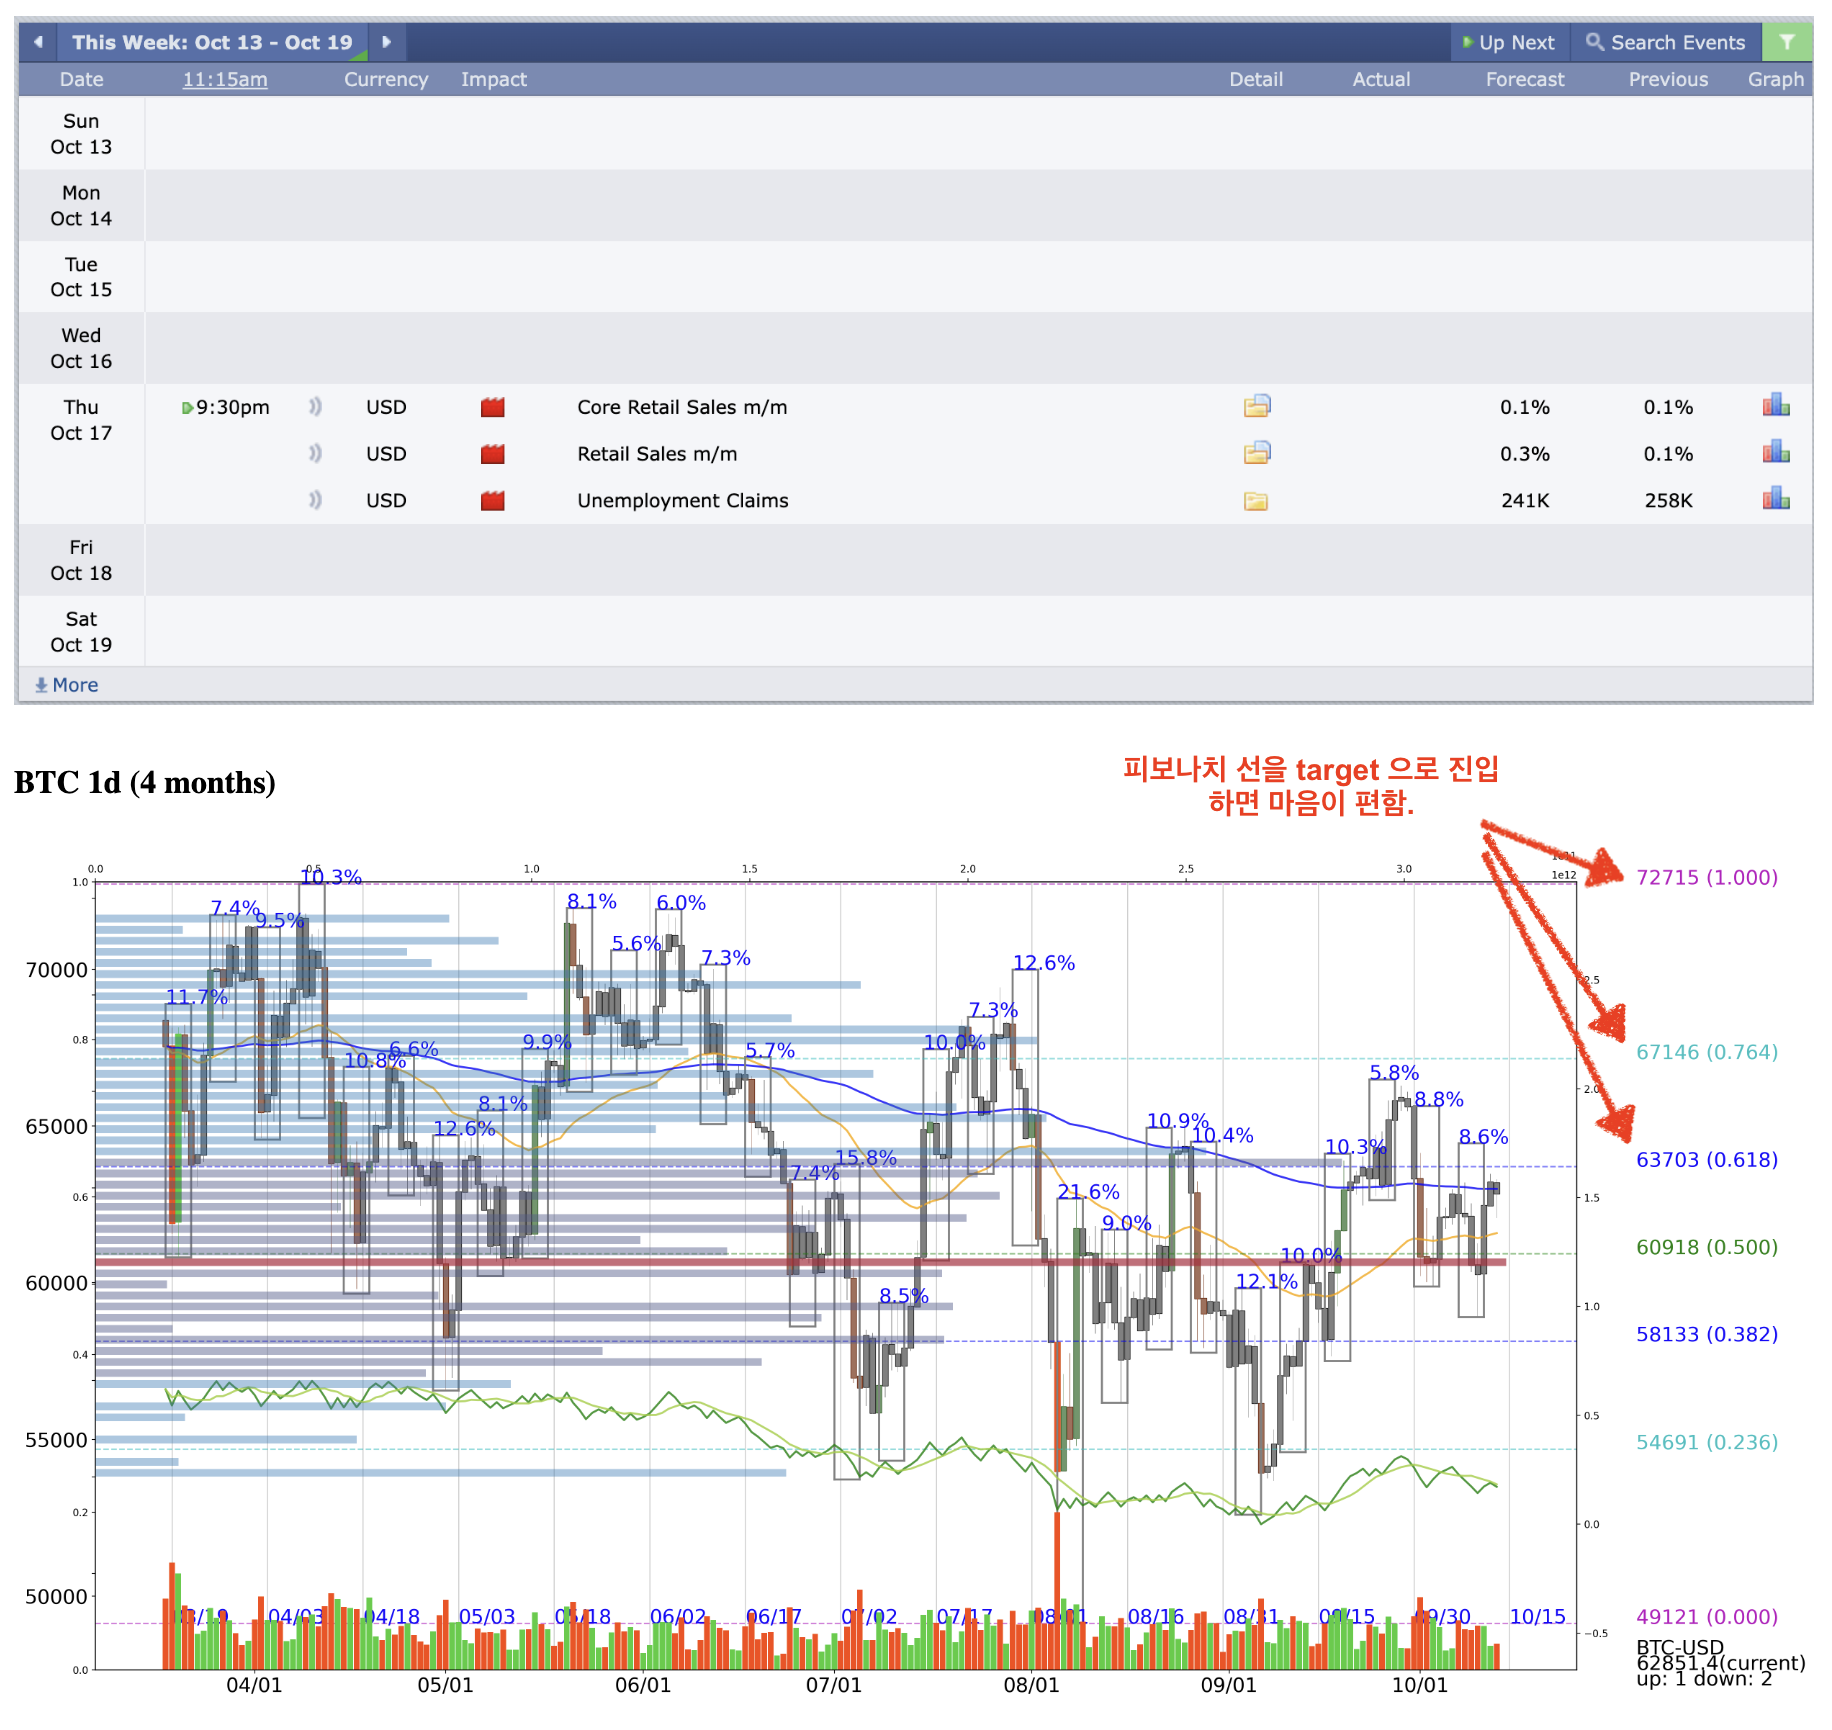 This Week: Oct 13 - Oct 19 Up Next Search Events
Date 11:15am Currency Impact Detail Actual Forecast Previous Graph
Sun
Oct 13
Mon
Oct 14
Tue
Oct 15
Wed
Oct 16
Thu
Oct 17
9:30pm USD Core Retail Sales m/m 0.1% 0.1%
USD Retail Sales m/m 0.3% 0.1%
USD Unemployment Claims 241K 258K
Fri
Oct 18
Sat
Oct 19
More
BTC 1d (4 months)
피보나치 선을 target 으로 진입
하면 마음이 편함.
0.0 0.5 1.0 1.5 2.0 2.5 3.0
1e12
1.0
0.8
0.6
0.4
0.2
0.0
70000
65000
60000
55000
50000
11.7%
7.4%
9.5%
10.3%
10.8%
6.6%
12.6%
8.1%
9.9%
8.1%
5.6%
6.0%
7.3%
5.7%
7.4%
15.8%
8.5%
10.0%
7.3%
12.6%
21.6%
9.0%
10.9%
10.4%
12.1%
10.0%
10.3%
5.8%
8.8%
8.6%
2.5
2.0
1.5
1.0
0.5
0.0
−0.5
72715 (1.000)
67146 (0.764)
63703 (0.618)
60918 (0.500)
58133 (0.382)
54691 (0.236)
49121 (0.000)
04/03 04/18 05/03 06/02 06/17 07/02 07/17 08/16 08/31 10/15
04/01 05/01 06/01 07/01 08/01 09/01 10/01
BTC-USD
62851.4(current)
up: 1 down: 2